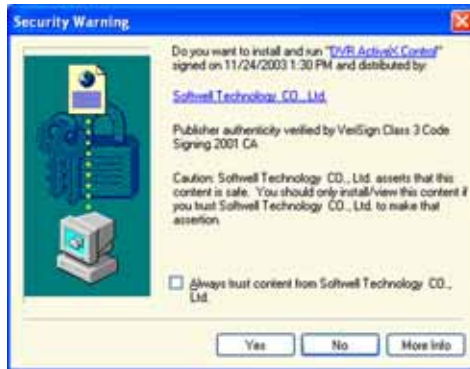 Security Warning
Do you want to install and run "DVR ActiveX Control"
signed on 11/24/2003 1:30 PM and distibuted by:
Softwell Technology CO., Ltd.
Publisher authenticity verified by VeriSign Class 3 Code
Signing 2001 CA
Caution: Softwell Technology CO., Ltd. asserts that this
content is safe. You should only install/view this content if
you trust Softwell Technology CO., Ltd. to make that
assertion.
Always trust content from Softwell Technology CO.,
Ltd.
Yes
No
More Info